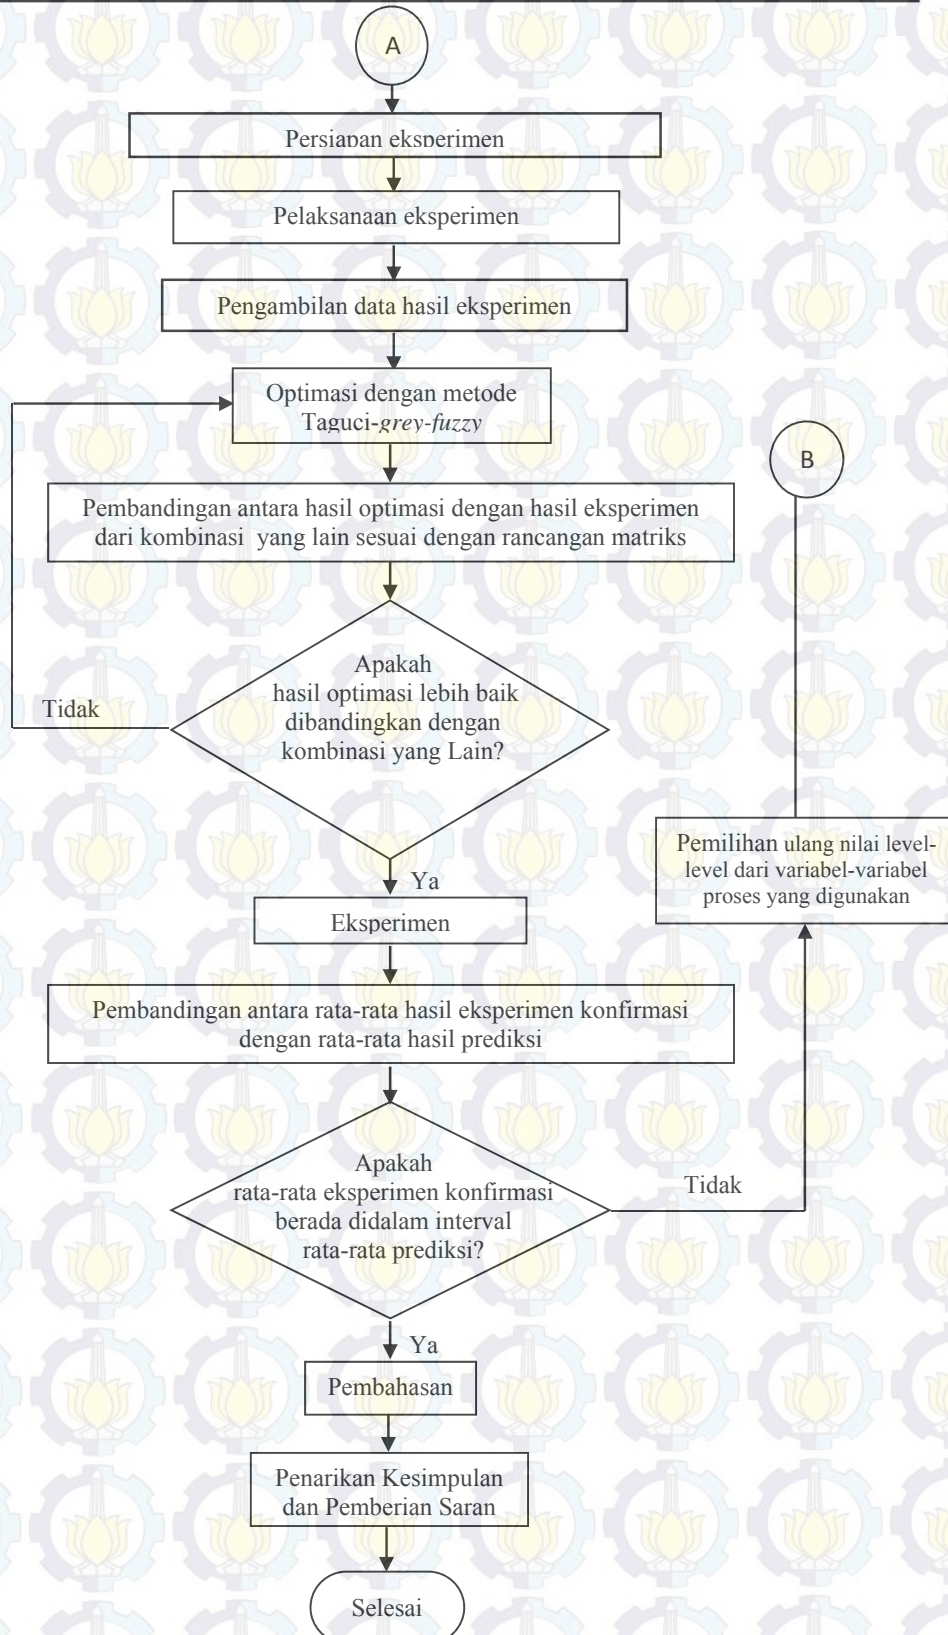 A
Persiapan eksperimen
Pelaksanaan eksperimen
Pengambilan data hasil eksperimen
Optimasi dengan metode
Taguci-grey-fuzzy
B
Pembandingan antara hasil optimasi dengan hasil eksperimen
dari kombinasi yang lain sesuai dengan rancangan matriks
Apakah
hasil optimasi lebih baik
dibandingkan dengan
kombinasi yang Lain?
Tidak
Ya
Pemilihan ulang nilai level-
level dari variabel-variabel
proses yang digunakan
Eksperimen
Pembandingan antara rata-rata hasil eksperimen konfirmasi
dengan rata-rata hasil prediksi
Apakah
rata-rata eksperimen konfirmasi
berada didalam interval
rata-rata prediksi?
Tidak
Ya
Pembahasan
Penarikan Kesimpulan
dan Pemberian Saran
Selesai